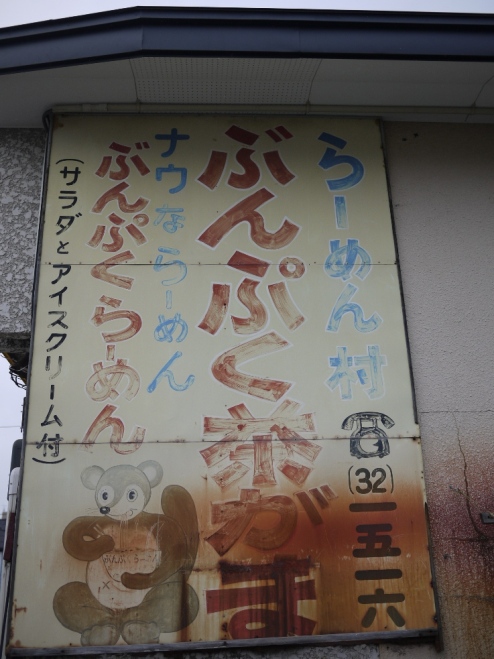 らーめん村
☎(32)一五一六
ぶんぷく茶がま
ナウならーめん
ぶんぷくらーめん
(サラダとアイスクリーム付)